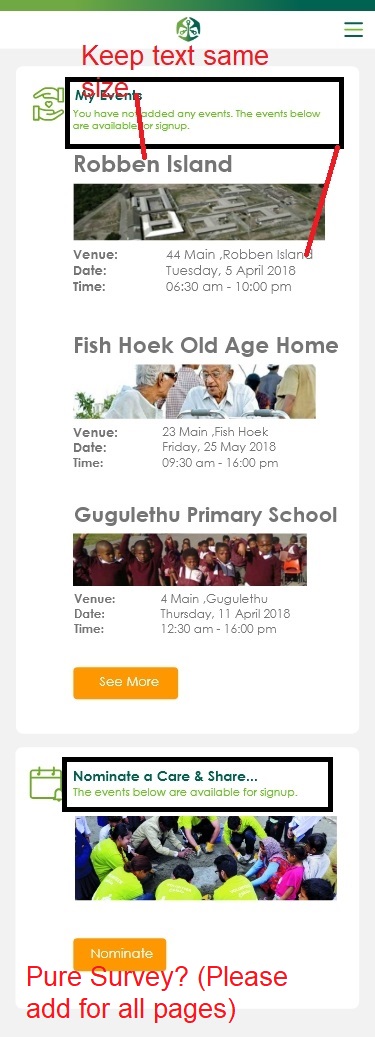 Keep text same
size
My Events
You have not added any events. The events below
are available for signup.
Robben Island
Venue: 44 Main ,Robben Island
Date: Tuesday, 5 April 2018
Time: 06:30 am - 10:00 pm
Fish Hoek Old Age Home
Venue: 23 Main ,Fish Hoek
Date: Friday, 25 May 2018
Time: 09:30 am - 16:00 pm
Gugulethu Primary School
Venue: 4 Main ,Gugulethu
Date: Thursday, 11 April 2018
Time: 12:30 am - 16:00 pm
See More
Nominate a Care & Share...
The events below are available for signup.
Nominate
Pure Survey? (Please
add for all pages)